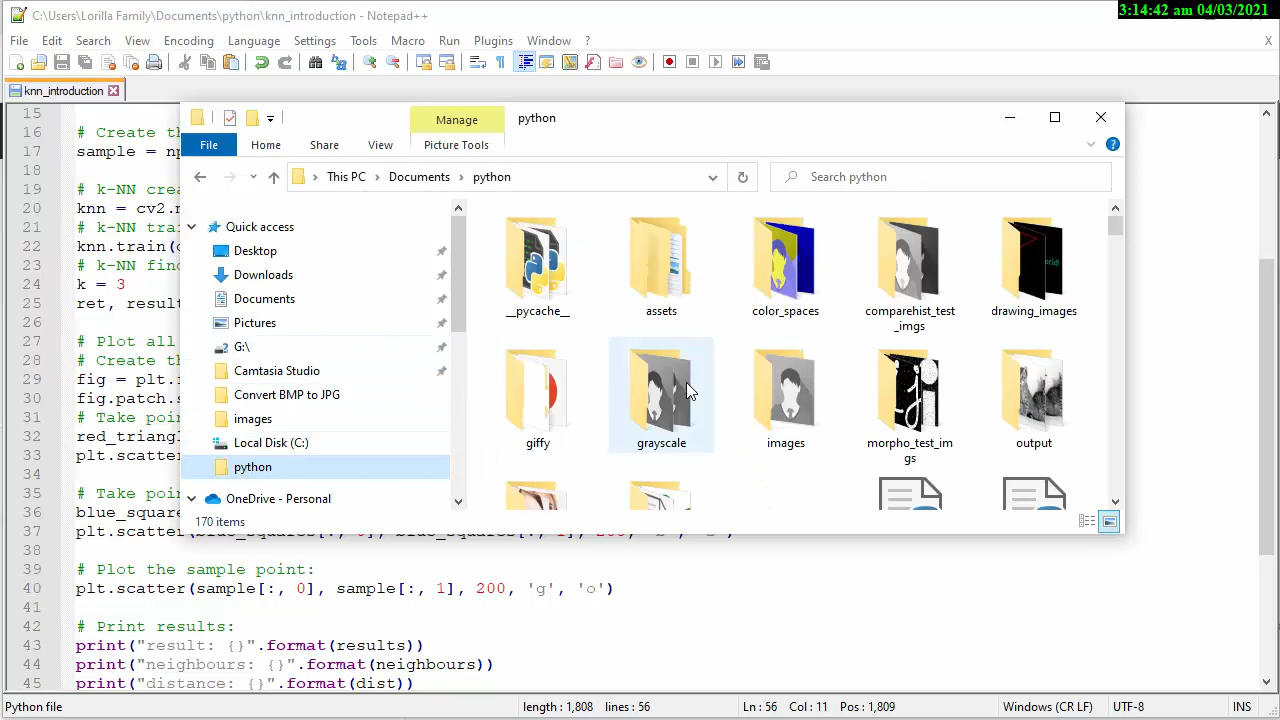 C:\Users\Lorilla Family\Documents\python\knn_introduction - Notepad++
3:14:42 am 04/03/2021
File Edit Search View Encoding Language Settings Tools Macro Run Plugins Window ? X
knn_introduction
Manage python
File Home Share View Picture Tools
This PC > Documents > python
Search python
Quick access
Desktop
Downloads
Documents
Pictures
G:\
Camtasia Studio
Convert BMP to JPG
images
Local Disk (C:)
python
OneDrive - Personal
__pycache__ assets color_spaces comparehist_test_imgs drawing_images
giffy grayscale images morpho_test_imgs output
170 items
15
16 # Create th
17 sample = np
18
19 # k-NN crea
20 knn = cv2.m
21 # k-NN trai
22 knn.train(
23 # k-NN fin
24 k = 3
25 ret, result
26
27 # Plot all
28 # Create th
29 fig = plt.
30 fig.patch.s
31 # Take poin
32 red_triangl
33 plt.scatter
34
35 # Take poin
36 blue_square
37 plt.scatter(blue_squares[:, 0], blue_squares[:, 1], 200, 'b', 's')
38
39 # Plot the sample point:
40 plt.scatter(sample[:, 0], sample[:, 1], 200, 'g', 'o')
41
42 # Print results:
43 print("result: {}".format(results))
44 print("neighbours: {}".format(neighbours))
45 print("distance: {}".format(dist))
Python file length : 1,808 lines : 56 Ln : 56 Col : 11 Pos : 1,809 Windows (CR LF) UTF-8 INS